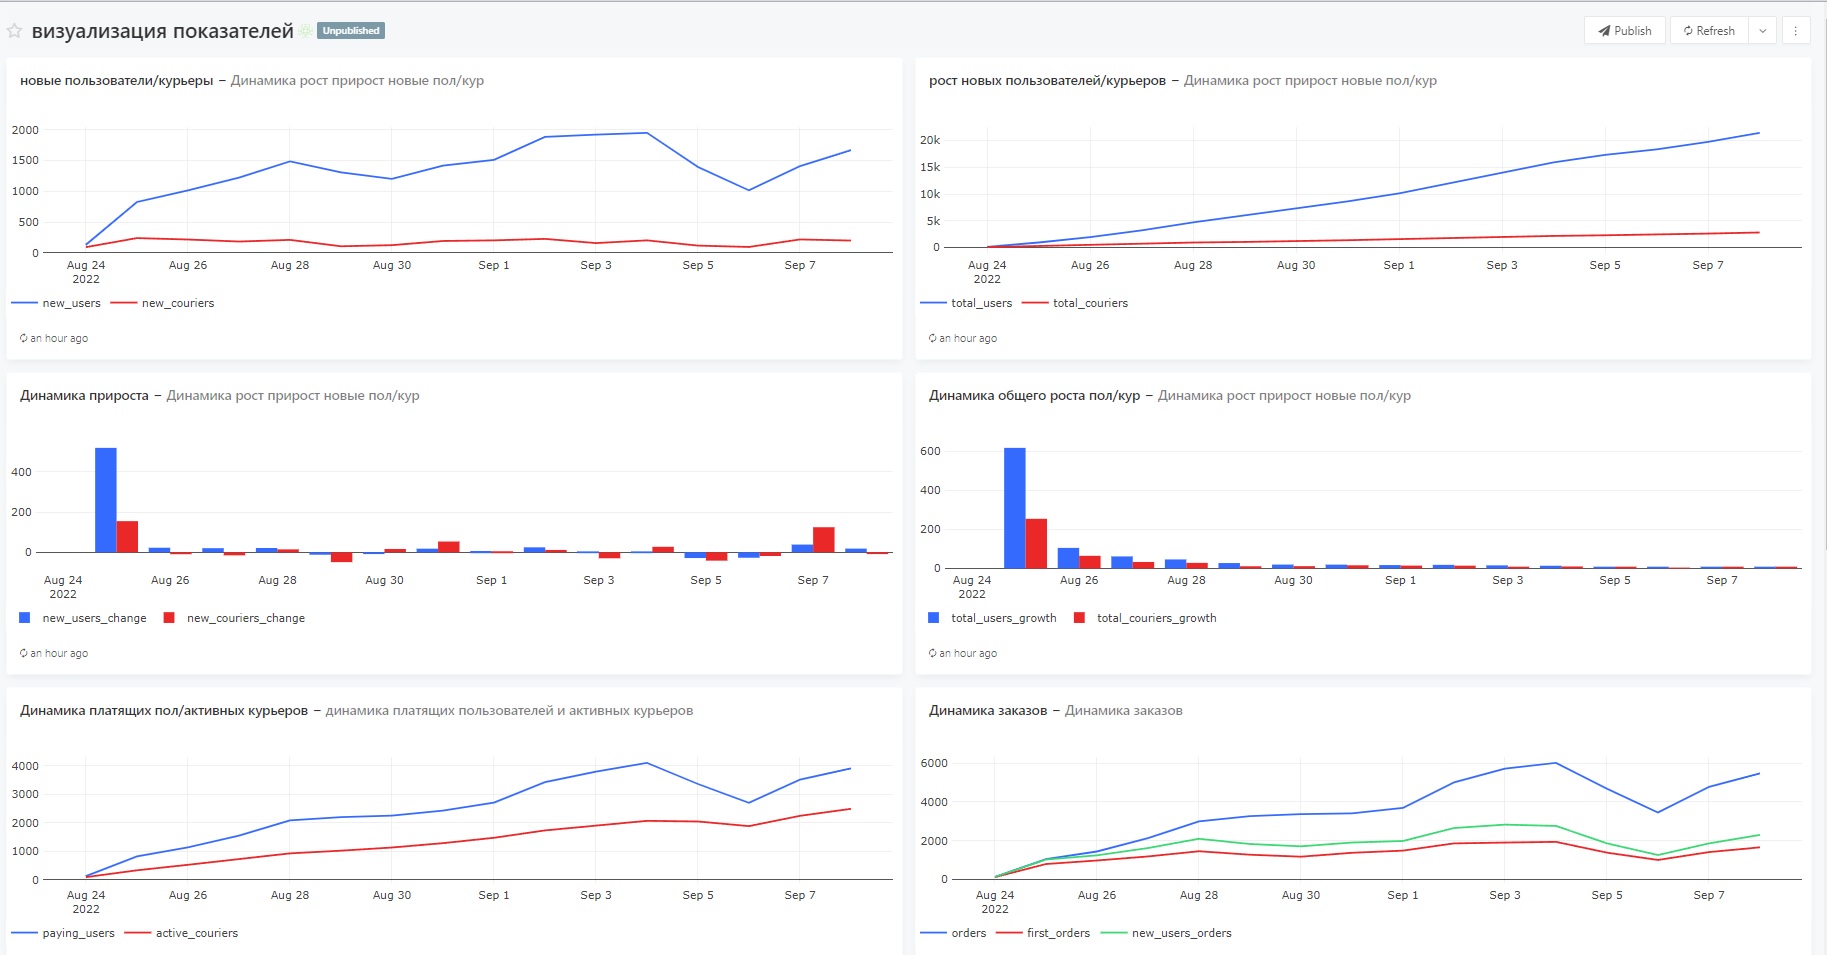 визуализация показателей Unpublished Publish Refresh
новые пользователи/курьеры – Динамика рост прирост новые пол/кур
2000
1500
1000
500
0
Aug 24 Aug 26 Aug 28 Aug 30 Sep 1 Sep 3 Sep 5 Sep 7
2022
new_users new_couriers
an hour ago
рост новых пользователей/курьеров – Динамика рост прирост новые пол/кур
20k
15k
10k
5k
0
Aug 24 Aug 26 Aug 28 Aug 30 Sep 1 Sep 3 Sep 5 Sep 7
2022
total_users total_couriers
an hour ago
Динамика прироста – Динамика рост прирост новые пол/кур
400
200
0
Aug 24 Aug 26 Aug 28 Aug 30 Sep 1 Sep 3 Sep 5 Sep 7
2022
new_users_change new_couriers_change
an hour ago
Динамика общего роста пол/кур – Динамика рост прирост новые пол/кур
600
400
200
0
Aug 24 Aug 26 Aug 28 Aug 30 Sep 1 Sep 3 Sep 5 Sep 7
2022
total_users_growth total_couriers_growth
an hour ago
Динамика платящих пол/активных курьеров – динамика платящих пользователей и активных курьеров
4000
3000
2000
1000
0
Aug 24 Aug 26 Aug 28 Aug 30 Sep 1 Sep 3 Sep 5 Sep 7
2022
paying_users active_couriers
Динамика заказов – Динамика заказов
6000
4000
2000
0
Aug 24 Aug 26 Aug 28 Aug 30 Sep 1 Sep 3 Sep 5 Sep 7
2022
orders first_orders new_users_orders